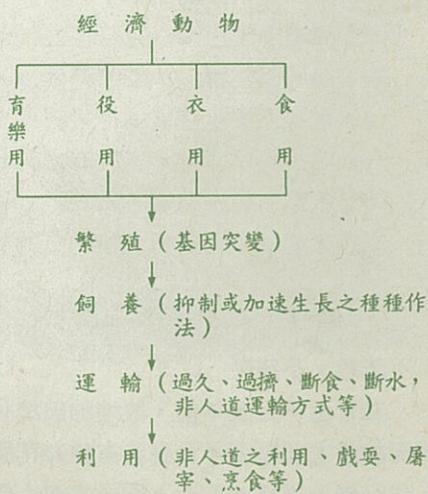 經濟動物
育樂用 役用 衣用 食用
繁殖（基因突變）
飼養（抑制或加速生長之種種作
法）
運輸（過久、過擠、斷食、斷水，
非人道運輸方式等）
利用（非人道之利用、戲耍、屠
宰、烹食等）